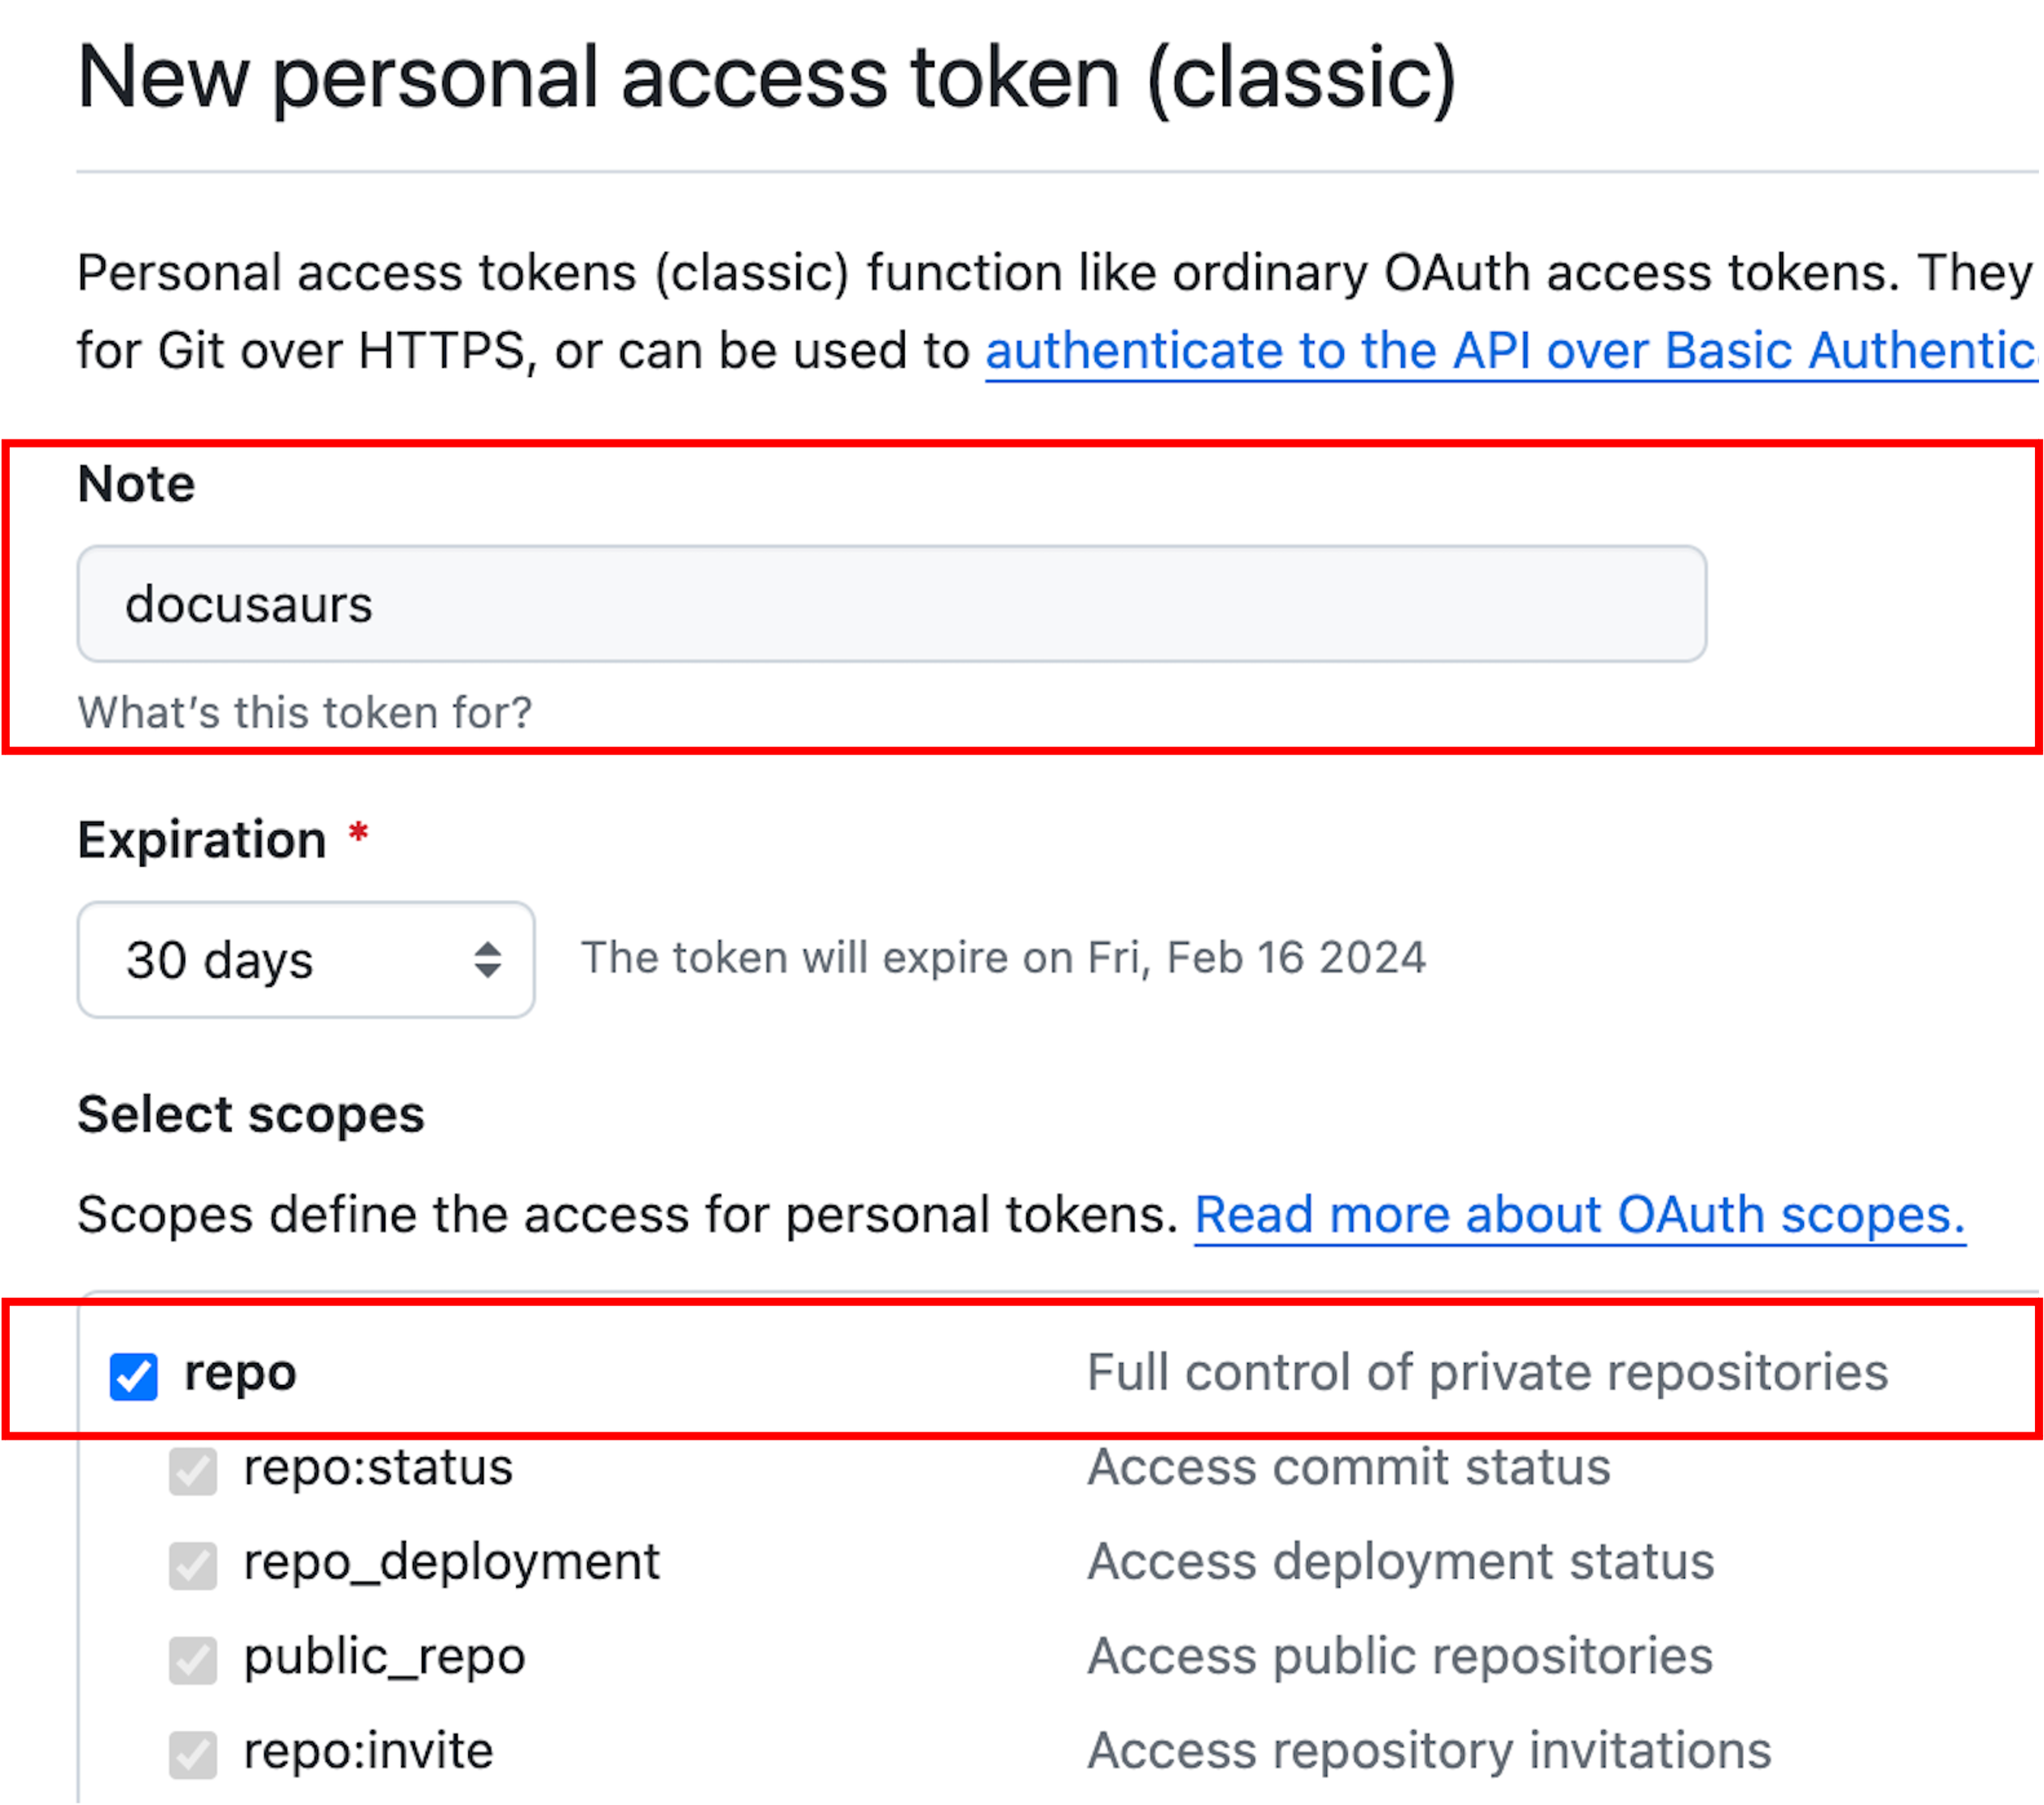 New personal access token (classic)
Personal access tokens (classic) function like ordinary OAuth access tokens. They
for Git over HTTPS, or can be used to authenticate to the API over Basic Authentic
Note
docusaurs
What's this token for?
Expiration *
30 days The token will expire on Fri, Feb 16 2024
Select scopes
Scopes define the access for personal tokens. Read more about OAuth scopes.
repo Full control of private repositories
repo:status Access commit status
repo_deployment Access deployment status
public_repo Access public repositories
repo:invite Access repository invitations